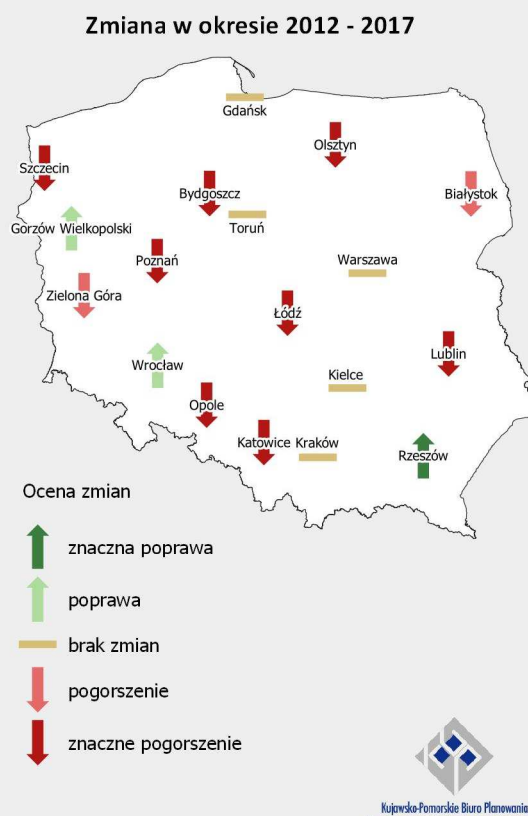 Zmiana w okresie 2012 - 2017
Gdańsk
Olsztyn
Szczecin
Bydgoszcz
Białystok
Gorzów Wielkopolski
Toruń
Poznań
Warszawa
Zielona Góra
Łódź
Lublin
Wrocław
Kielce
Opole
Katowice
Kraków
Rzeszów
Ocena zmian
znaczna poprawa
poprawa
brak zmian
pogorszenie
znaczne pogorszenie
Kujawsko-Pomorskie Biuro Planowania